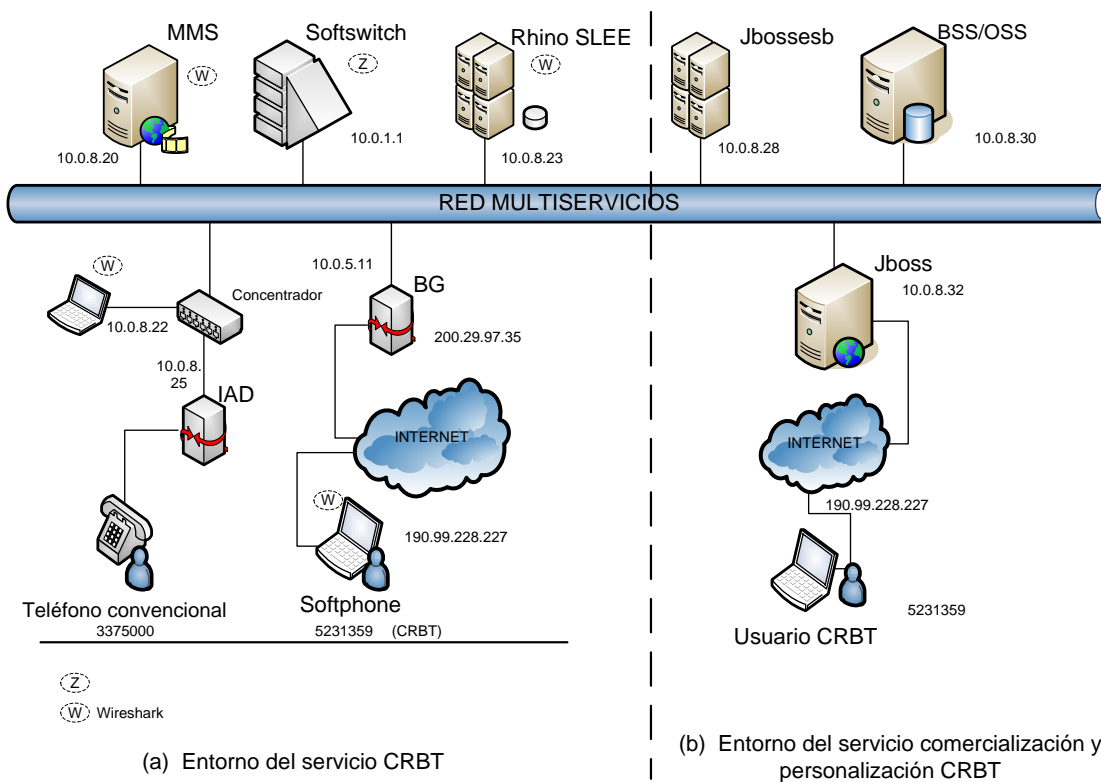 MMS
W
Softswitch
Z
Rhino SLEE
W
Jbossesb
BSS/OSS
10.0.8.20
10.0.1.1
10.0.8.23
10.0.8.28
10.0.8.30
RED MULTISERVICIOS
W
10.0.8.22
Concentrador
10.0.8.
25
IAD
10.0.5.11
BG
200.29.97.35
INTERNET
W
190.99.228.227
Teléfono convencional
3375000
Softphone
5231359 (CRBT)
Jboss
10.0.8.32
INTERNET
190.99.228.227
5231359
Usuario CRBT
Z
W Wireshark
(a) Entorno del servicio CRBT
(b) Entorno del servicio comercialización y
personalización CRBT